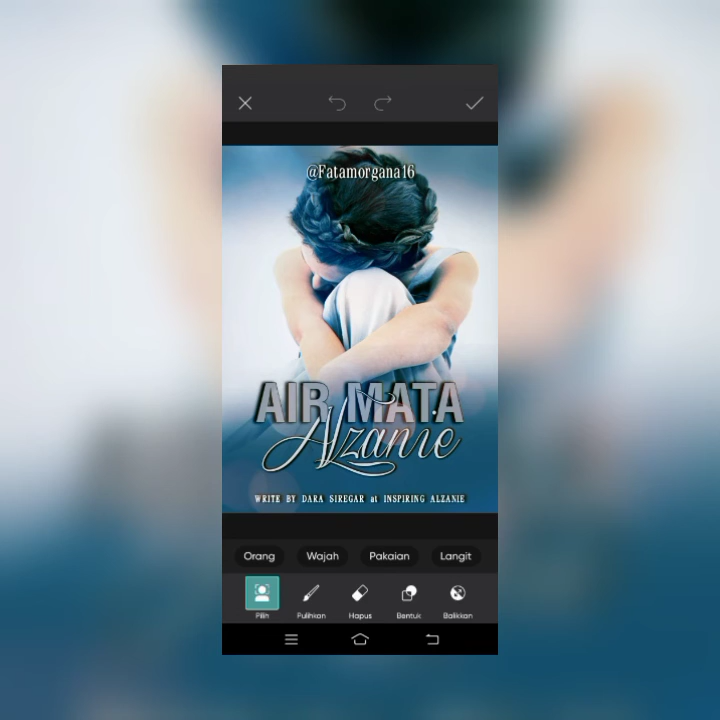 @Fatamorgana16
AIR MATA
Alzanie
WRITE BY DARA SIREGAR at INSPIRING ALZANIE
Orang Wajah Pakaian Langit
Pilih Pulihkan Hapus Bentuk Balikkan